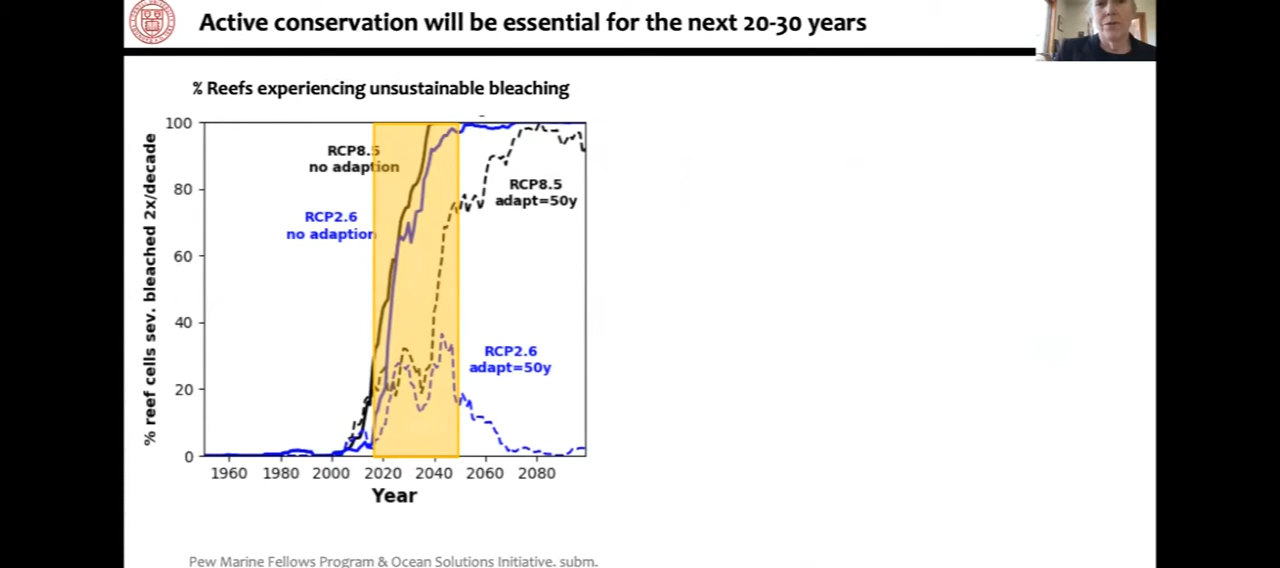 Active conservation will be essential for the next 20-30 years
% Reefs experiencing unsustainable bleaching
% reef cells sev. bleached 2x/decade
100
80
60
40
20
0
RCP8.5
no adaption
RCP2.6
no adaption
RCP8.5
adapt=50y
RCP2.6
adapt=50y
1960 1980 2000 2020 2040 2060 2080
Year
Pew Marine Fellows Program & Ocean Solutions Initiative. subm.